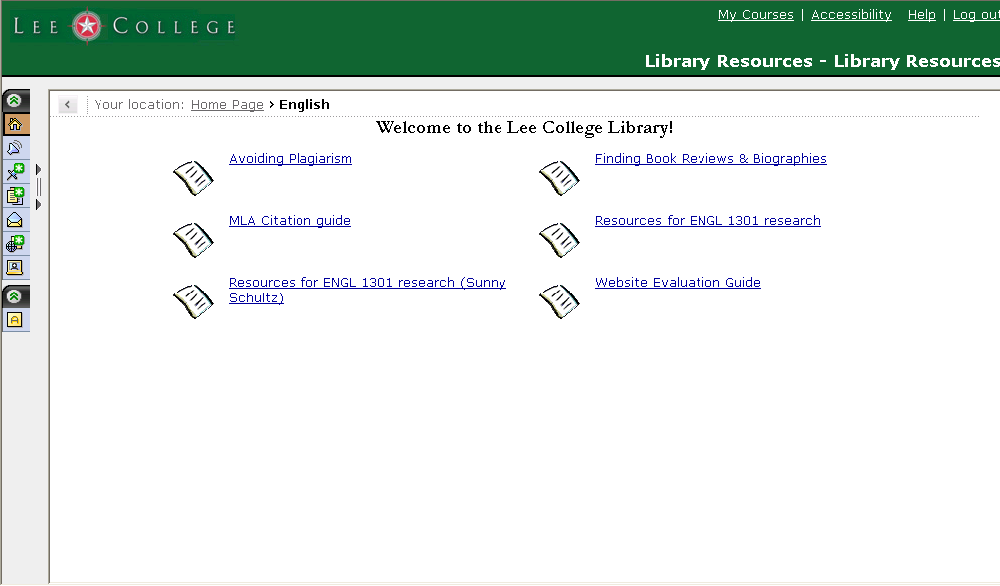 LEE COLLEGE
My Courses | Accessibility | Help | Log out
Library Resources - Library Resources
Your location: Home Page › English
Welcome to the Lee College Library!
Avoiding Plagiarism
Finding Book Reviews & Biographies
MLA Citation guide
Resources for ENGL 1301 research
Resources for ENGL 1301 research (Sunny
Schultz)
Website Evaluation Guide
A